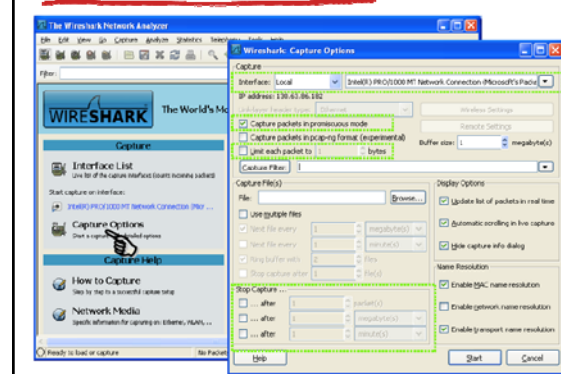 The Wireshark Network Analyzer
File Edit View Go Capture Analyze Statistics Telephony Tools Help
Filter:
WIRESHARK
The World's Mo
Capture
Interface List
Live list of the capture interfaces (counts incoming packets)
Start capture on interface:
Intel(R) PRO/1000 MT Network Connection (Micr ...
Capture Options
Start a capture detailed options
Capture Help
How to Capture
Step by step to a successful capture setup
Network Media
Specific information for capturing on: Ethernet, WLAN, ...
Ready to load or capture
No Packets
Wireshark: Capture Options
Capture
Interface: Local
Intel(R) PRO/1000 MT Network Connection (Microsoft's Packe
IP address: 130.63.86.182
Link-layer header type: Ethernet
Wireless Settings
Capture packets in promiscuous mode
Remote Settings
Capture packets in pcap-ng format (experimental)
Buffer size: 1 megabyte(s)
Limit each packet to 1 bytes
Capture Filter:
Capture File(s)
File:
Browse...
Use multiple files
Next file every 1 megabyte(s)
Next file every 1 minute(s)
Ring buffer with 2 files
Stop capture after 1 file(s)
Stop Capture ...
... after 1 packet(s)
... after 1 megabyte(s)
... after 1 minute(s)
Display Options
Update list of packets in real time
Automatic scrolling in live capture
Hide capture info dialog
Name Resolution
Enable MAC name resolution
Enable network name resolution
Enable transport name resolution
Help
Start
Cancel